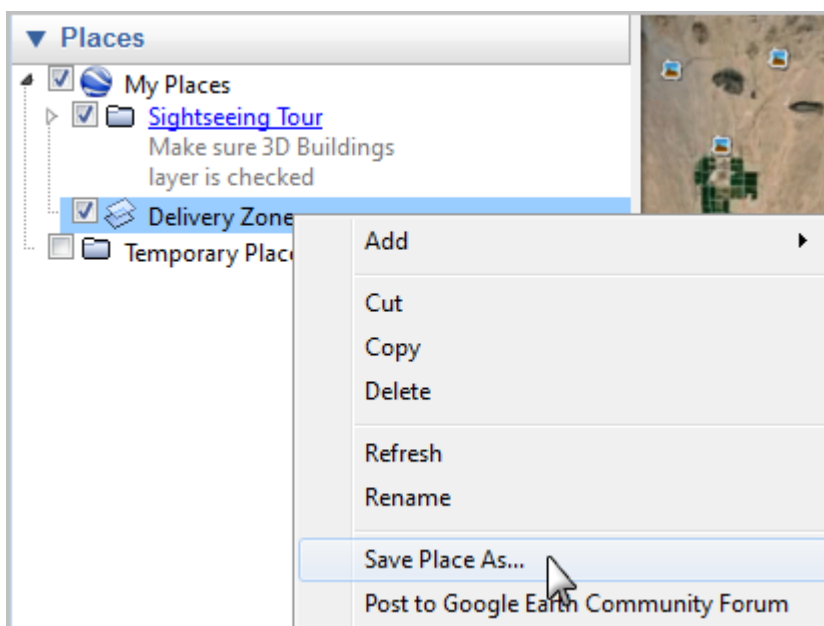 Places
My Places
Sightseeing Tour
Make sure 3D Buildings
layer is checked
Delivery Zone
Temporary Plac
Add
Cut
Copy
Delete
Refresh
Rename
Save Place As...
Post to Google Earth Community Forum